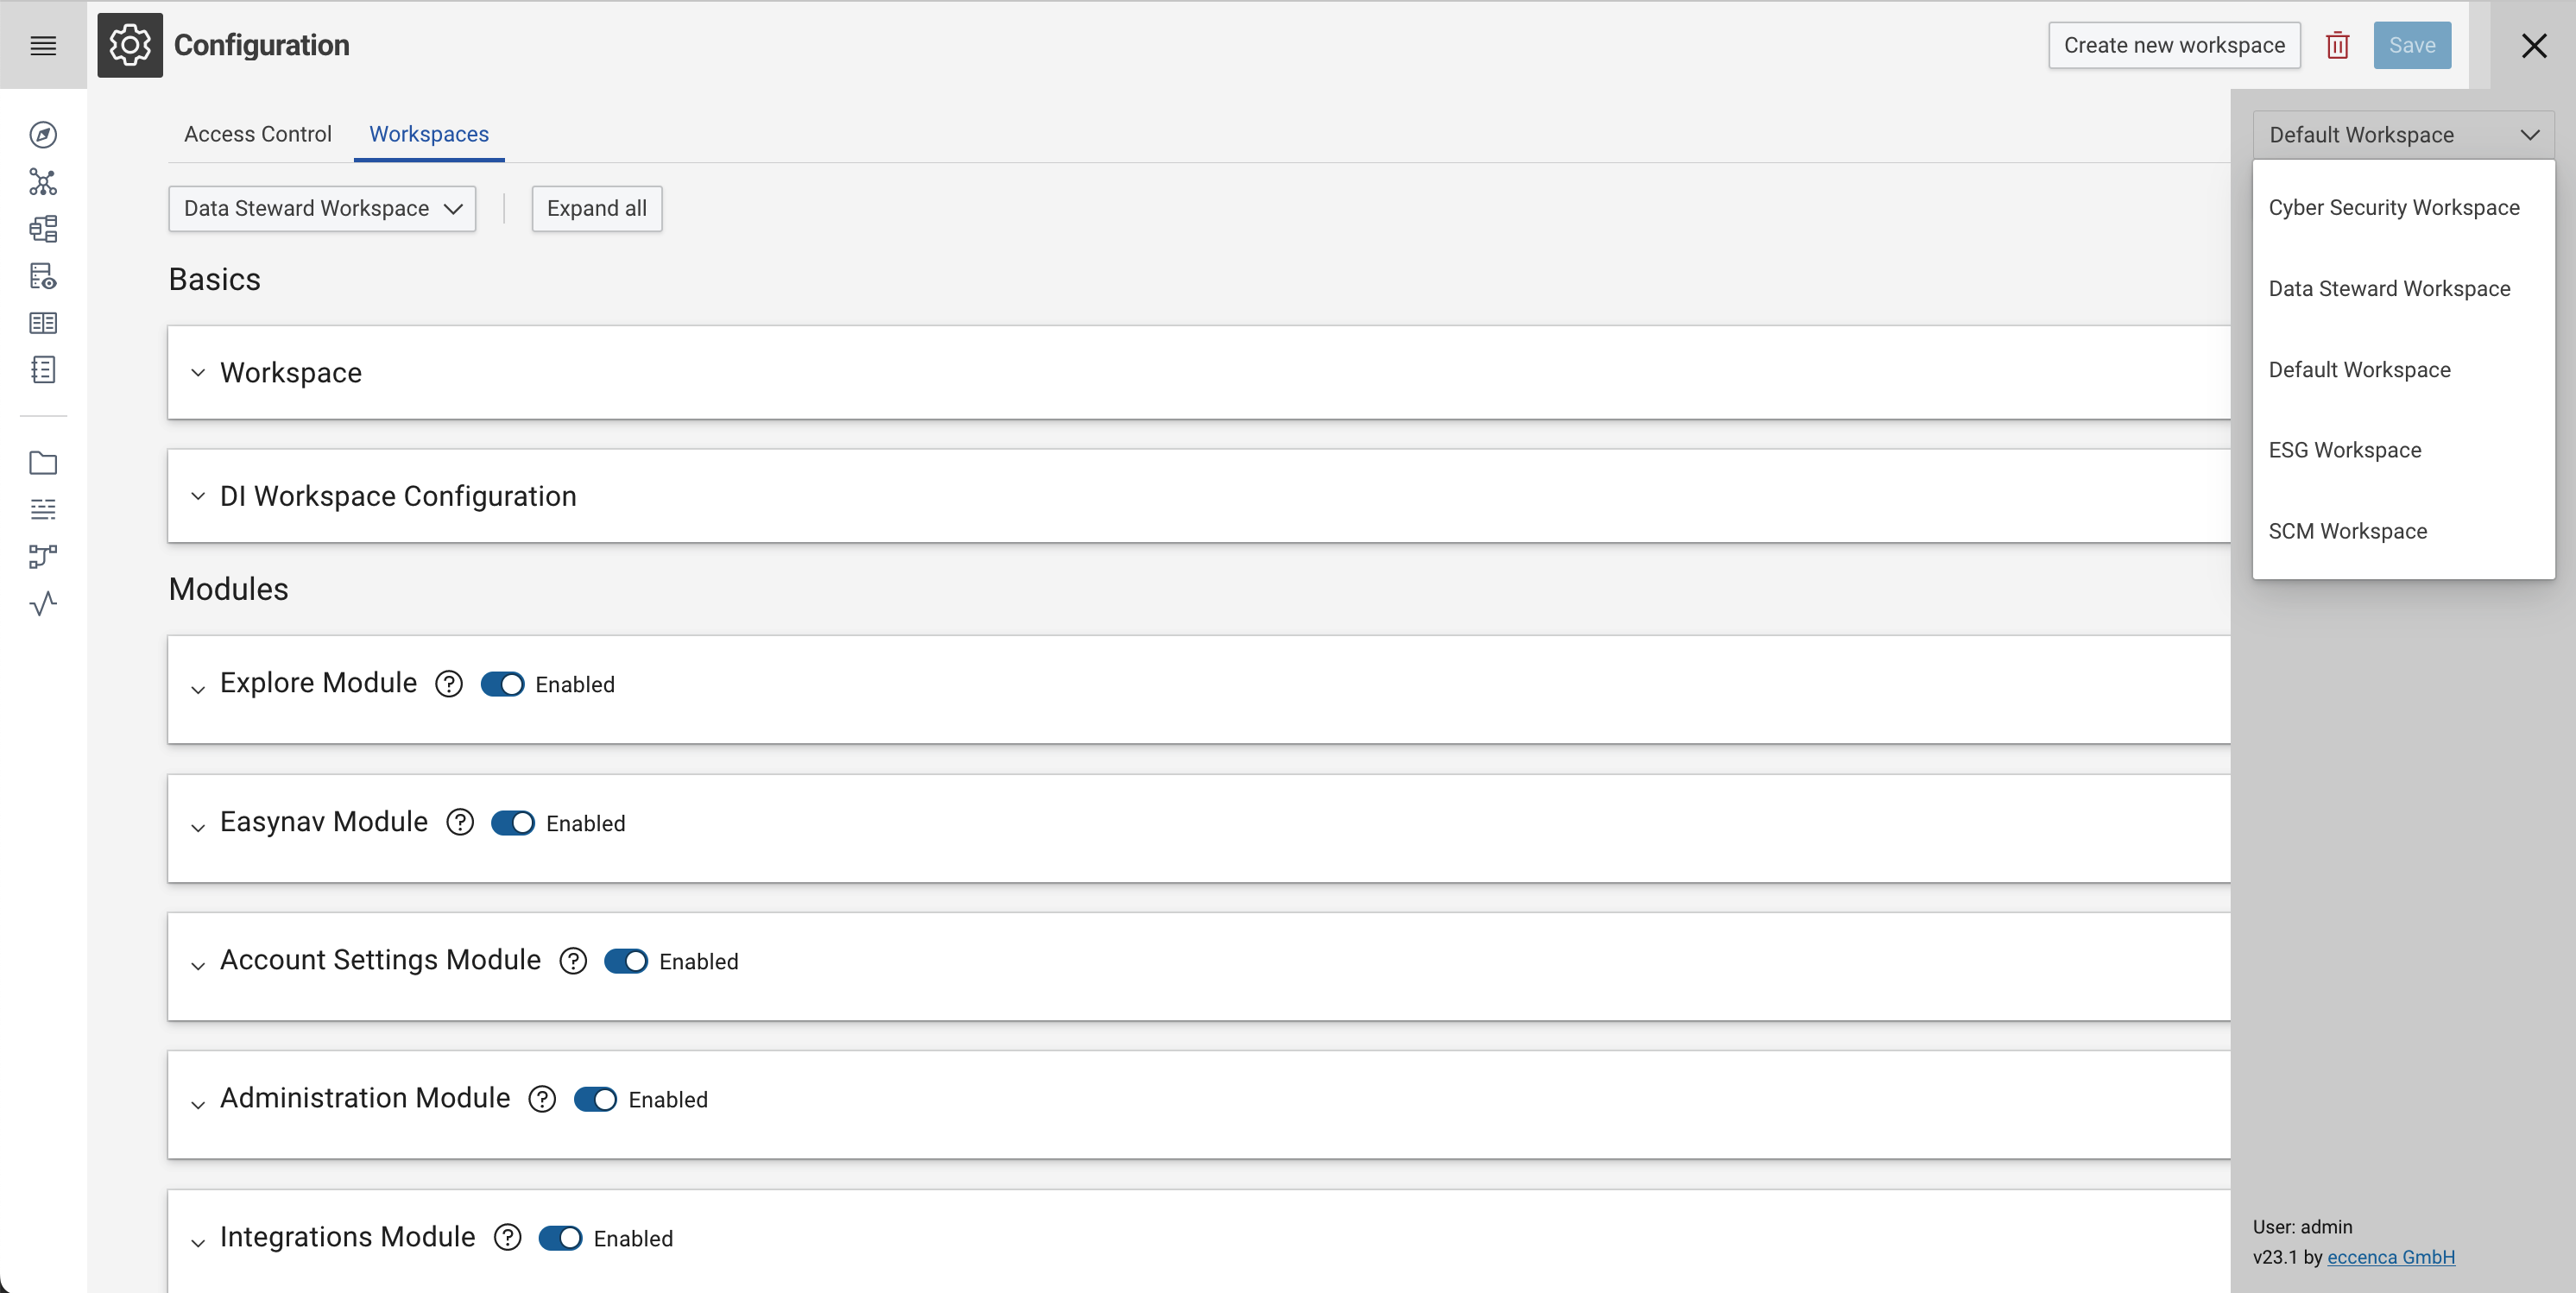 Configuration
Create new workspace
Save
Access Control
Workspaces
Default Workspace
Data Steward Workspace
Expand all
Cyber Security Workspace
Data Steward Workspace
Default Workspace
ESG Workspace
SCM Workspace
Basics
Workspace
DI Workspace Configuration
Modules
Explore Module ? Enabled
Easynav Module ? Enabled
Account Settings Module ? Enabled
Administration Module ? Enabled
Integrations Module ? Enabled
User: admin
v23.1 by eccenca GmbH